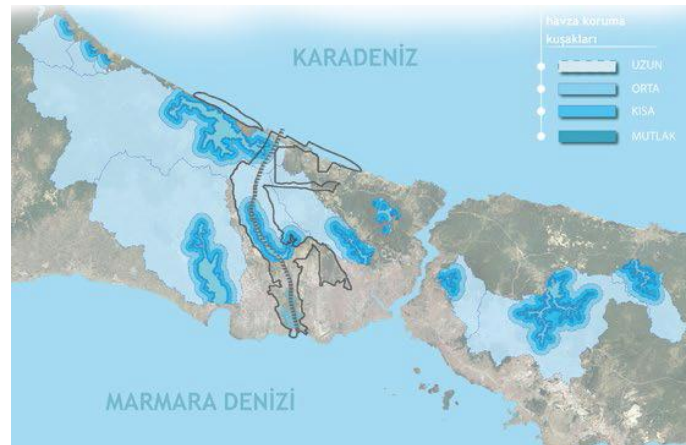 havza koruma
kuşakları
UZUN
ORTA
KISA
MUTLAK
KARADENİZ
MARMARA DENİZİ